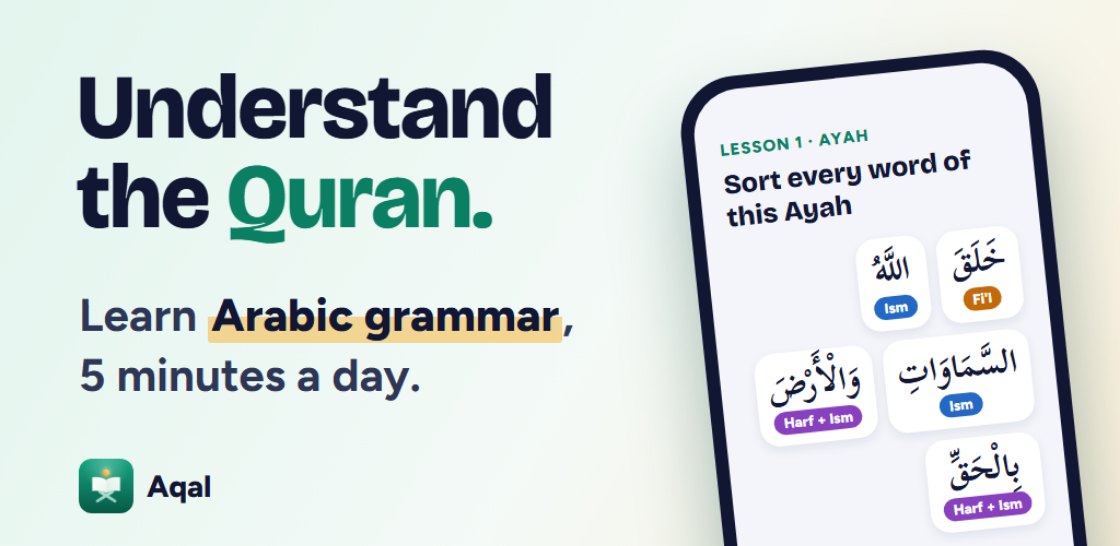 Understand
the Quran.
Learn Arabic grammar,
5 minutes a day.
Aqal
LESSON 1 · AYAH
Sort every word of
this Ayah
خَلَقَ اللَّهُ
Fi'l Ism
السَّمَاوَاتِ وَالْأَرْضَ
Ism Harf + Ism
بِالْحَقِّ
Harf + Ism